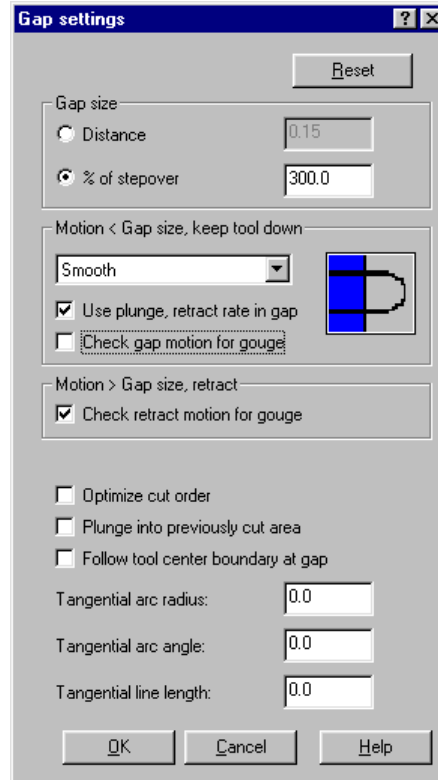 Gap settings
Reset
Gap size
Distance
0.15
% of stepover
300.0
Motion < Gap size, keep tool down
Smooth
Use plunge, retract rate in gap
Check gap motion for gouge
Motion > Gap size, retract
Check retract motion for gouge
Optimize cut order
Plunge into previously cut area
Follow tool center boundary at gap
Tangential arc radius: 0.0
Tangential arc angle: 0.0
Tangential line length: 0.0
OK Cancel Help